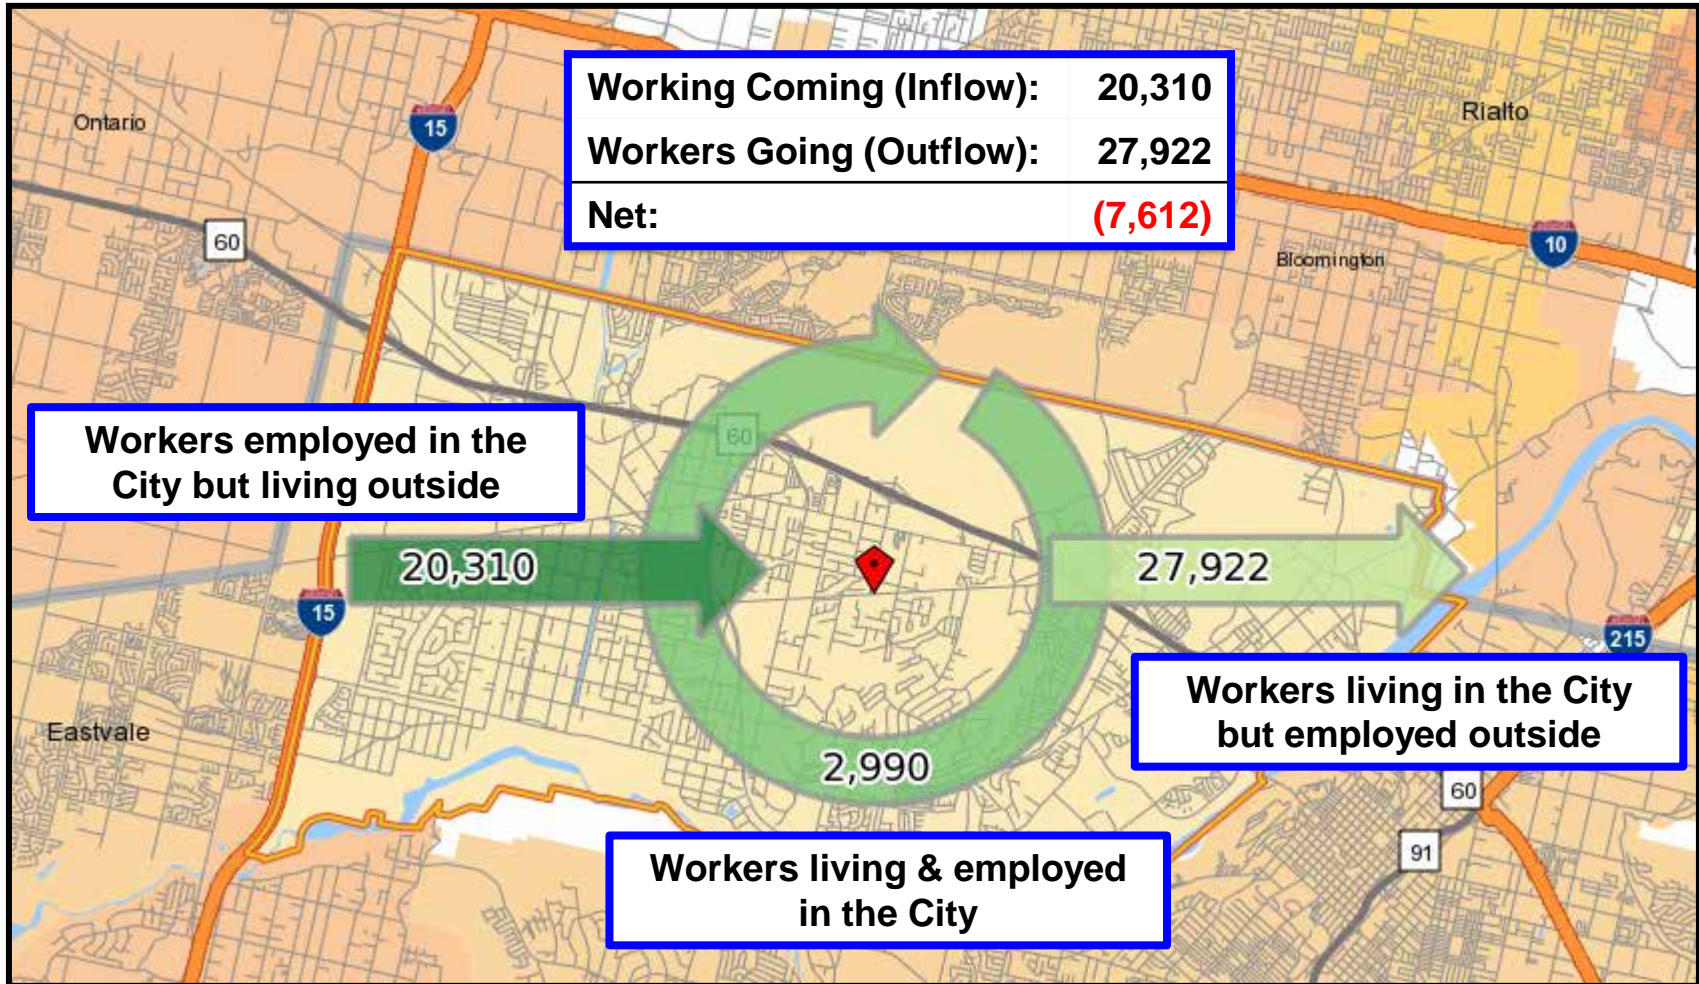 Working Coming (Inflow): 20,310
Workers Going (Outflow): 27,922
Net: (7,612)
Ontario
15
Rialto
60
10
Bloomington
Workers employed in the
City but living outside
60
20,310
27,922
15
215
Workers living in the City
but employed outside
Eastvale
2,990
60
91
Workers living & employed
in the City